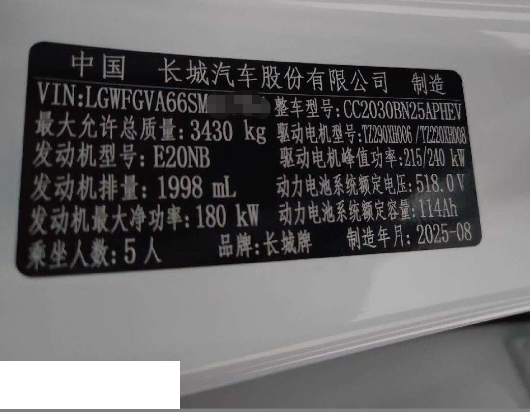 中国 长城汽车股份有限公司 制造
VIN:LGWFGVA66SM 整车型号:CC2030BN25APHEV
最大允许总质量:3430 kg 驱动电机型号:TZ290XH006/TZ220XH008
发动机型号:E20NB 驱动电机峰值功率:215/240 kW
发动机排量:1998 mL 动力电池系统额定电压:518.0V
发动机最大净功率:180 kW 动力电池系统额定容量:114Ah
乘坐人数:5人 品牌:长城牌 制造年月:2025-08